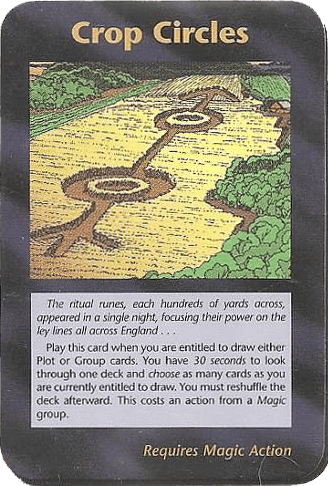 Crop Circles
The ritual runes, each hundreds of yards across,
appeared in a single night, focusing their power on the
ley lines all across England . . .
Play this card when you are entitled to draw either
Plot or Group cards. You have 30 seconds to look
through one deck and choose as many cards as you
are currently entitled to draw. You must reshuffle the
deck afterward. This costs an action from a Magic
group.
Requires Magic Action